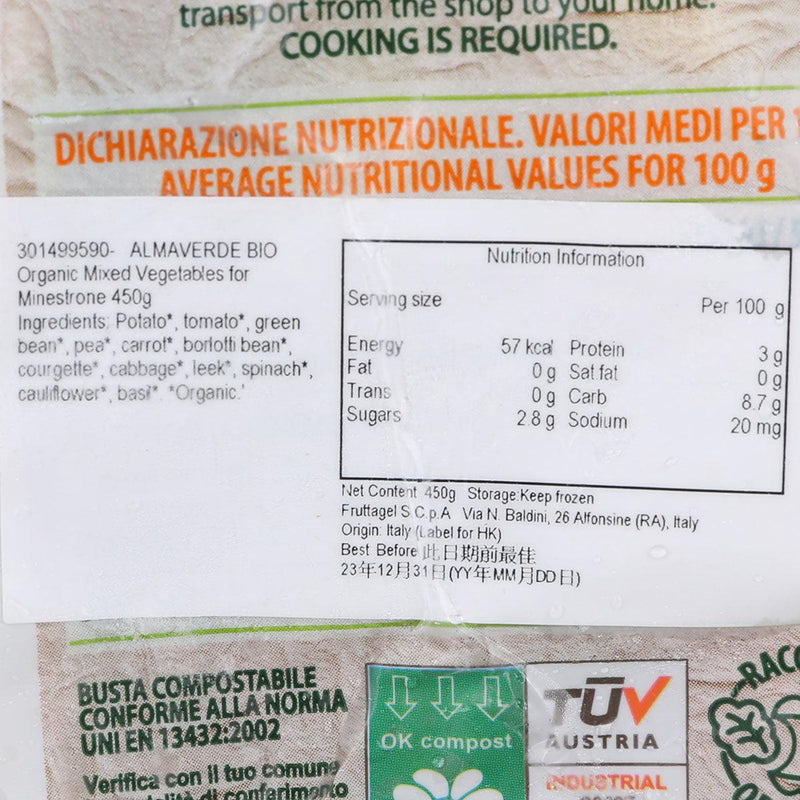 transport from the shop to your home.
COOKING IS REQUIRED.
DICHIARAZIONE NUTRIZIONALE. VALORI MEDI PER 1
AVERAGE NUTRITIONAL VALUES FOR 100 g
301499590- ALMAVERDE BIO
Organic Mixed Vegetables for
Minestrone 450g
Ingredients: Potato*, tomato*, green
bean*, pea*, carrot*, borlotti bean*,
courgette*, cabbage*, leek*, spinach*,
cauliflower*, basil*. *Organic.
Nutrition Information
Serving size Per 100 g
Energy 57 kcal Protein 3 g
Fat 0 g Sat fat 0 g
Trans 0 g Carb 8.7 g
Sugars 2.8 g Sodium 20 mg
Net Content 450g Storage:Keep frozen
Fruttagel S.C.p.A Via N. Baldini, 26 Alfonsine (RA), Italy
Origin: Italy (Label for HK)
Best Before 此日期前最佳
23年12月31日(YY年MM月DD日)
BUSTA COMPOSTABILE
CONFORME ALLA NORMA
UNI EN 13432:2002
Verifica con il tuo comune
di conferimento
OK compost
TÜV
AUSTRIA
INDUSTRIAL
RACC